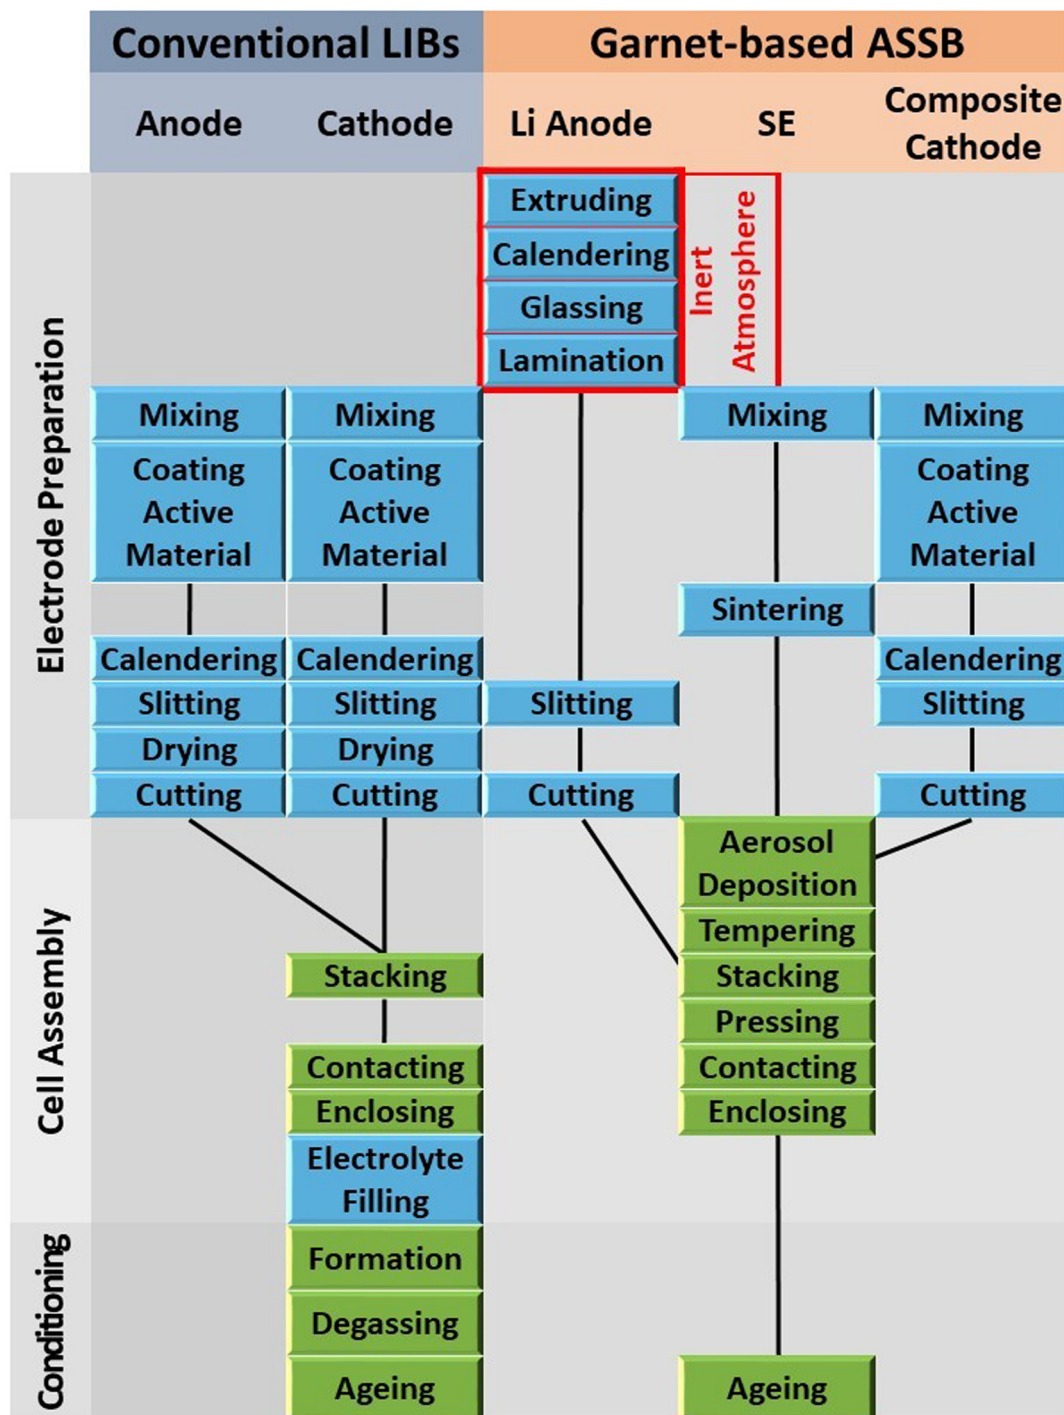 Conventional LIBs
Garnet-based ASSB
Anode
Cathode
Li Anode
SE
Composite
Cathode
Electrode Preparation
Extruding
Calendering
Glassing
Lamination
Inert
Atmosphere
Mixing
Mixing
Mixing
Mixing
Coating
Active
Material
Coating
Active
Material
Coating
Active
Material
Sintering
Calendering
Calendering
Calendering
Slitting
Slitting
Slitting
Slitting
Drying
Drying
Cutting
Cutting
Cutting
Cutting
Cell Assembly
Aerosol
Deposition
Tempering
Stacking
Stacking
Pressing
Contacting
Contacting
Enclosing
Enclosing
Electrolyte
Filling
Conditioning
Formation
Degassing
Ageing
Ageing